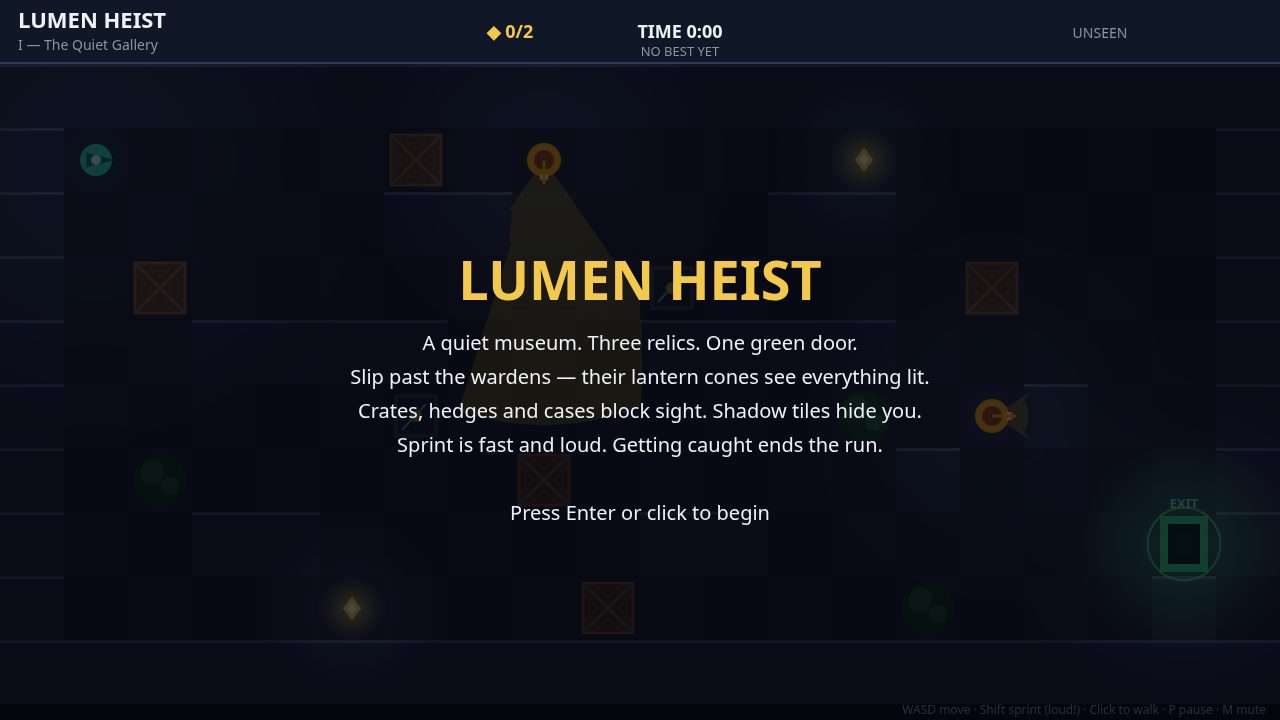 LUMEN HEIST
I — The Quiet Gallery
◆ 0/2
TIME 0:00
NO BEST YET
UNSEEN
LUMEN HEIST
A quiet museum. Three relics. One green door.
Slip past the wardens — their lantern cones see everything lit.
Crates, hedges and cases block sight. Shadow tiles hide you.
Sprint is fast and loud. Getting caught ends the run.
EXIT
Press Enter or click to begin
WASD move · Shift sprint (loud!) · Click to walk · P pause · M mute